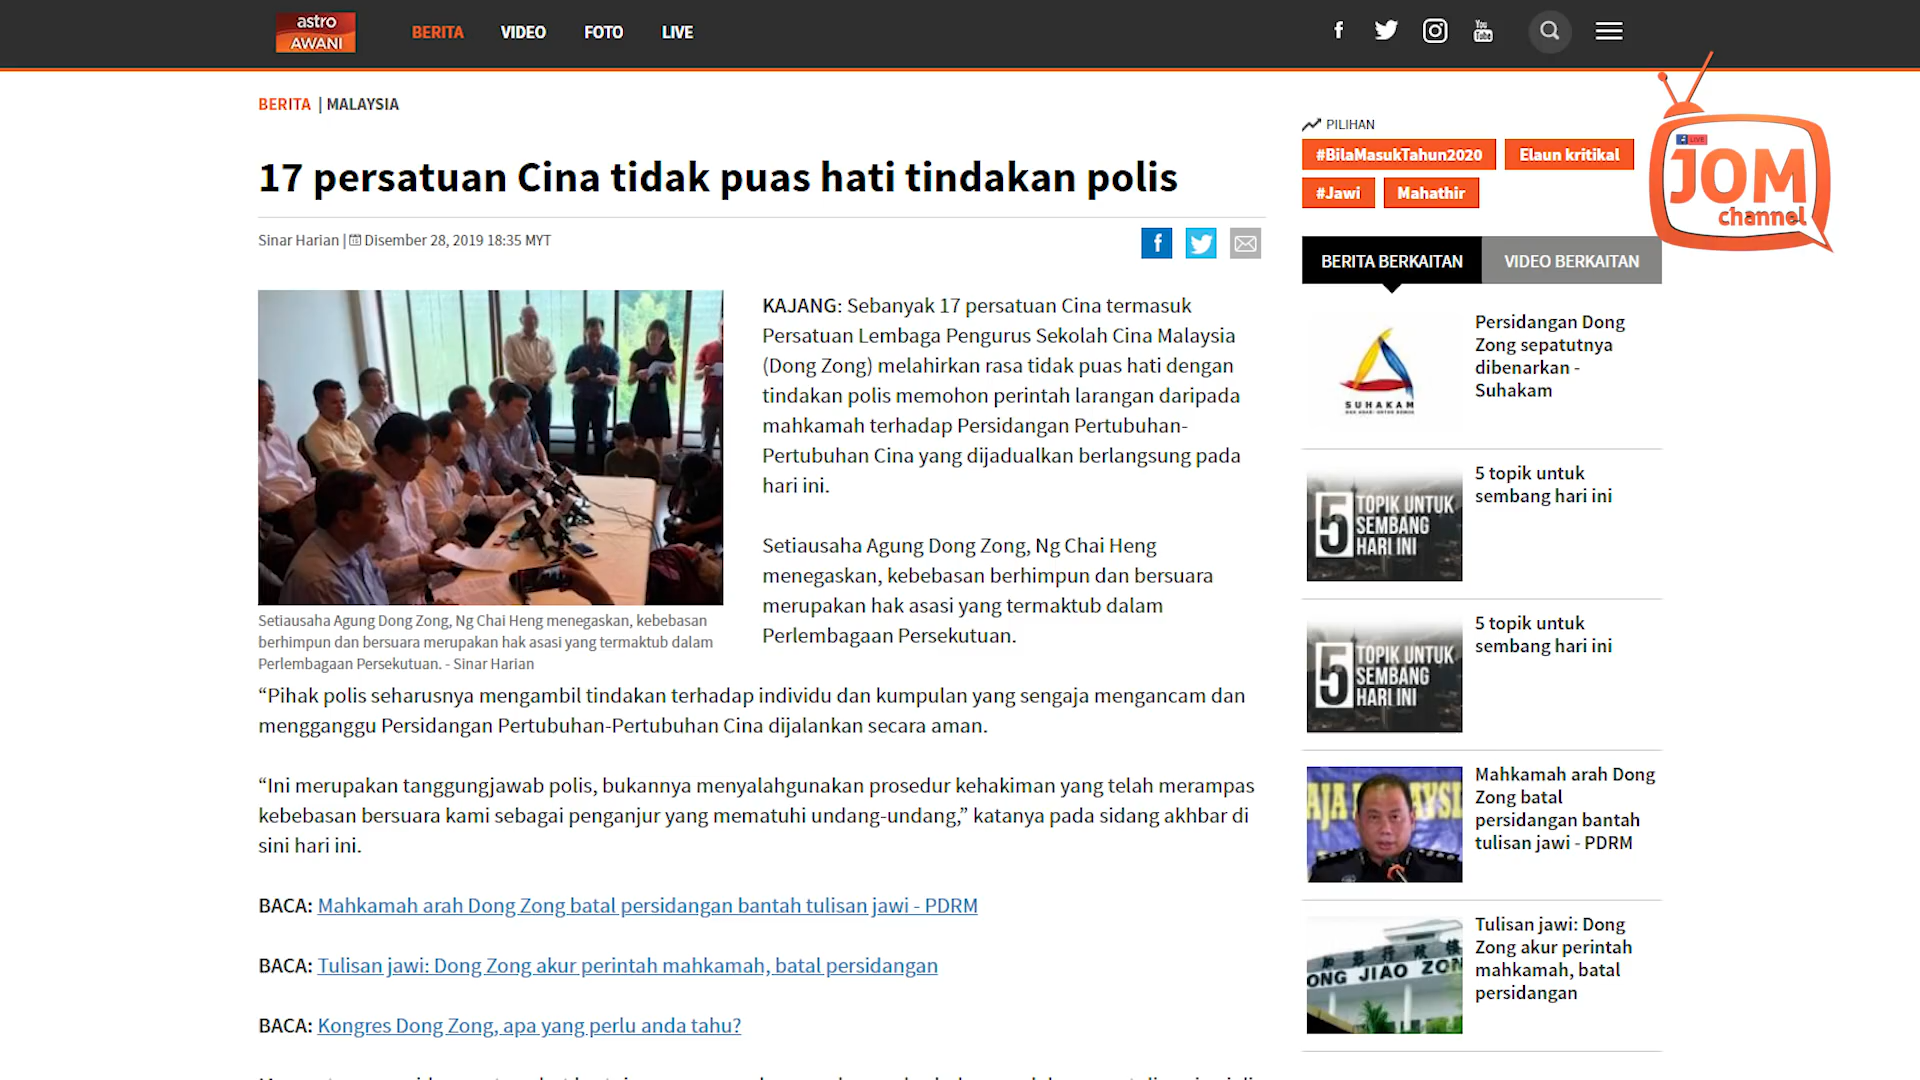 astro
AWANI
BERITA
VIDEO
FOTO
LIVE
You
Tube
BERITA | MALAYSIA
17 persatuan Cina tidak puas hati tindakan polis
Sinar Harian | Disember 28, 2019 18:35 MYT
KAJANG: Sebanyak 17 persatuan Cina termasuk
Persatuan Lembaga Pengurus Sekolah Cina Malaysia
(Dong Zong) melahirkan rasa tidak puas hati dengan
tindakan polis memohon perintah larangan daripada
mahkamah terhadap Persidangan Pertubuhan-
Pertubuhan Cina yang dijadualkan berlangsung pada
hari ini.
Setiausaha Agung Dong Zong, Ng Chai Heng
menegaskan, kebebasan berhimpun dan bersuara
merupakan hak asasi yang termaktub dalam
Perlembagaan Persekutuan.
Setiausaha Agung Dong Zong, Ng Chai Heng menegaskan, kebebasan
berhimpun dan bersuara merupakan hak asasi yang termaktub dalam
Perlembagaan Persekutuan. - Sinar Harian
“Pihak polis seharusnya mengambil tindakan terhadap individu dan kumpulan yang sengaja mengancam dan
mengganggu Persidangan Pertubuhan-Pertubuhan Cina dijalankan secara aman.
“Ini merupakan tanggungjawab polis, bukannya menyalahgunakan prosedur kehakiman yang telah merampas
kebebasan bersuara kami sebagai penganjur yang mematuhi undang-undang,” katanya pada sidang akhbar di
sini hari ini.
BACA: Mahkamah arah Dong Zong batal persidangan bantah tulisan jawi - PDRM
BACA: Tulisan jawi: Dong Zong akur perintah mahkamah, batal persidangan
BACA: Kongres Dong Zong, apa yang perlu anda tahu?
PILIHAN
#BilaMasukTahun2020
Elaun kritikal
#Jawi
Mahathir
LIVE
JOM
channel
BERITA BERKAITAN
VIDEO BERKAITAN
SUHAKAM
Persidangan Dong
Zong sepatutnya
dibenarkan -
Suhakam
5 TOPIK UNTUK
SEMBANG
HARI INI
5 topik untuk
sembang hari ini
5 TOPIK UNTUK
SEMBANG
HARI INI
5 topik untuk
sembang hari ini
Mahkamah arah Dong
Zong batal
persidangan bantah
tulisan jawi - PDRM
ONG JIAO ZON
Tulisan jawi: Dong
Zong akur perintah
mahkamah, batal
persidangan